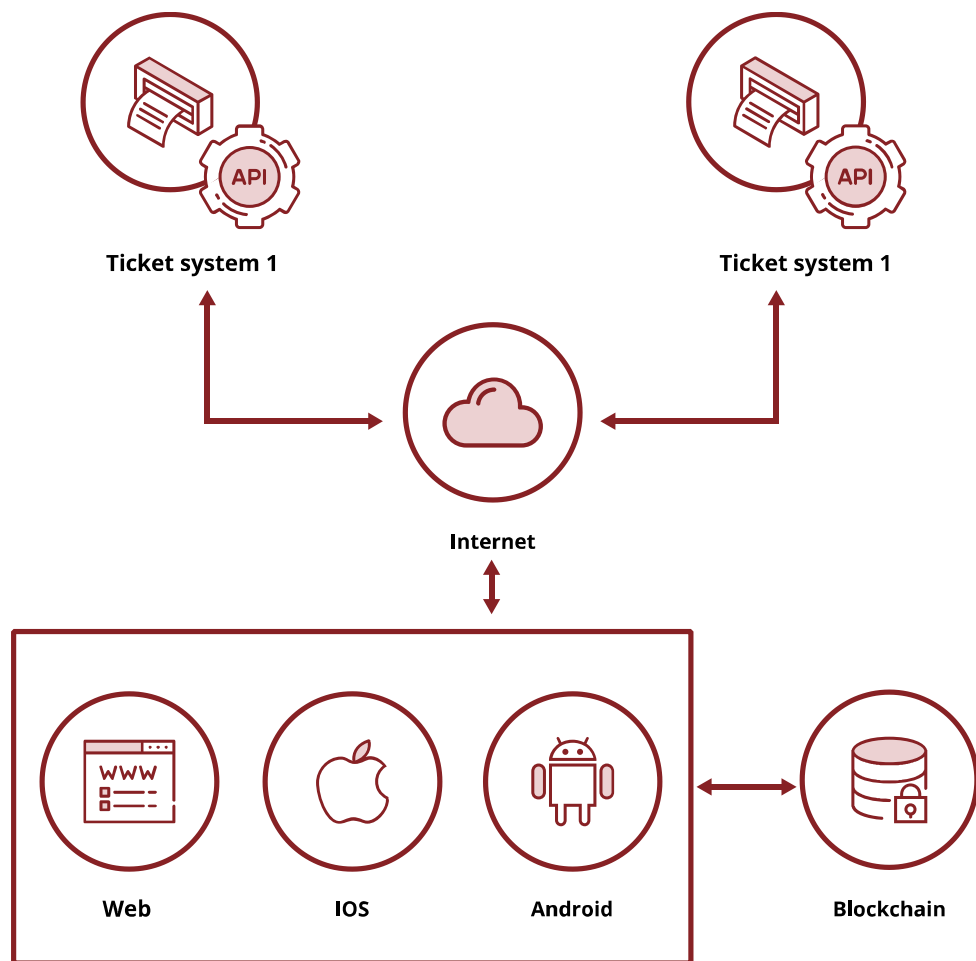 API
API
Ticket system 1
Ticket system 1
Internet
WWW
Web
IOS
Android
Blockchain